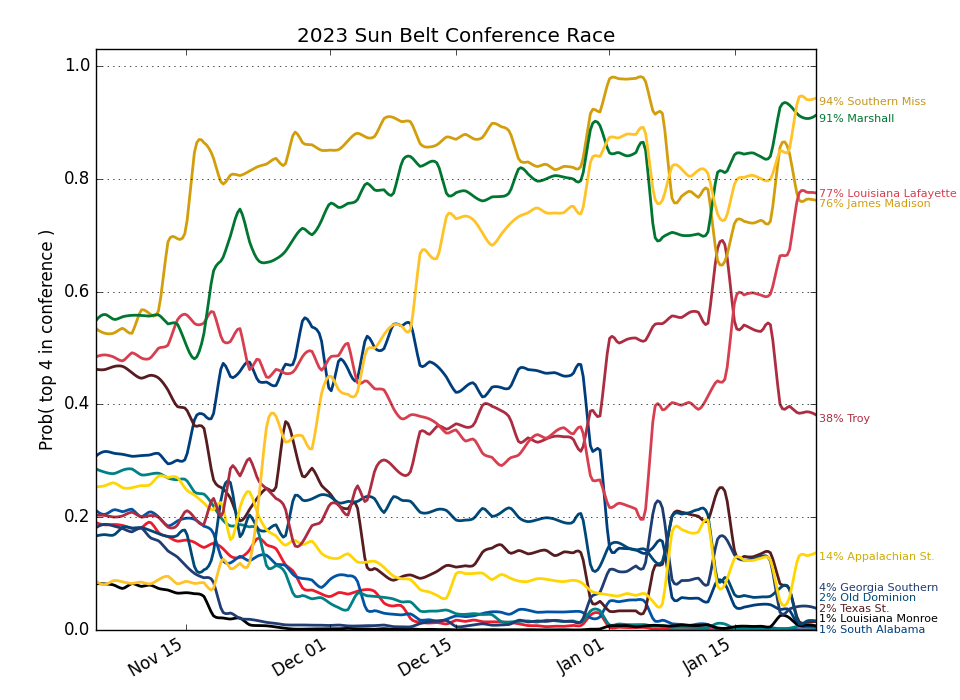 2023 Sun Belt Conference Race
Prob( top 4 in conference )
1.0
0.8
0.6
0.4
0.2
0.0
Nov 15
Dec 01
Dec 15
Jan 01
Jan 15
94% Southern Miss
91% Marshall
77% Louisiana Lafayette
76% James Madison
38% Troy
14% Appalachian St.
4% Georgia Southern
2% Old Dominon
2% Texas St.
1% Louisiana Monroe
1% South Alabama